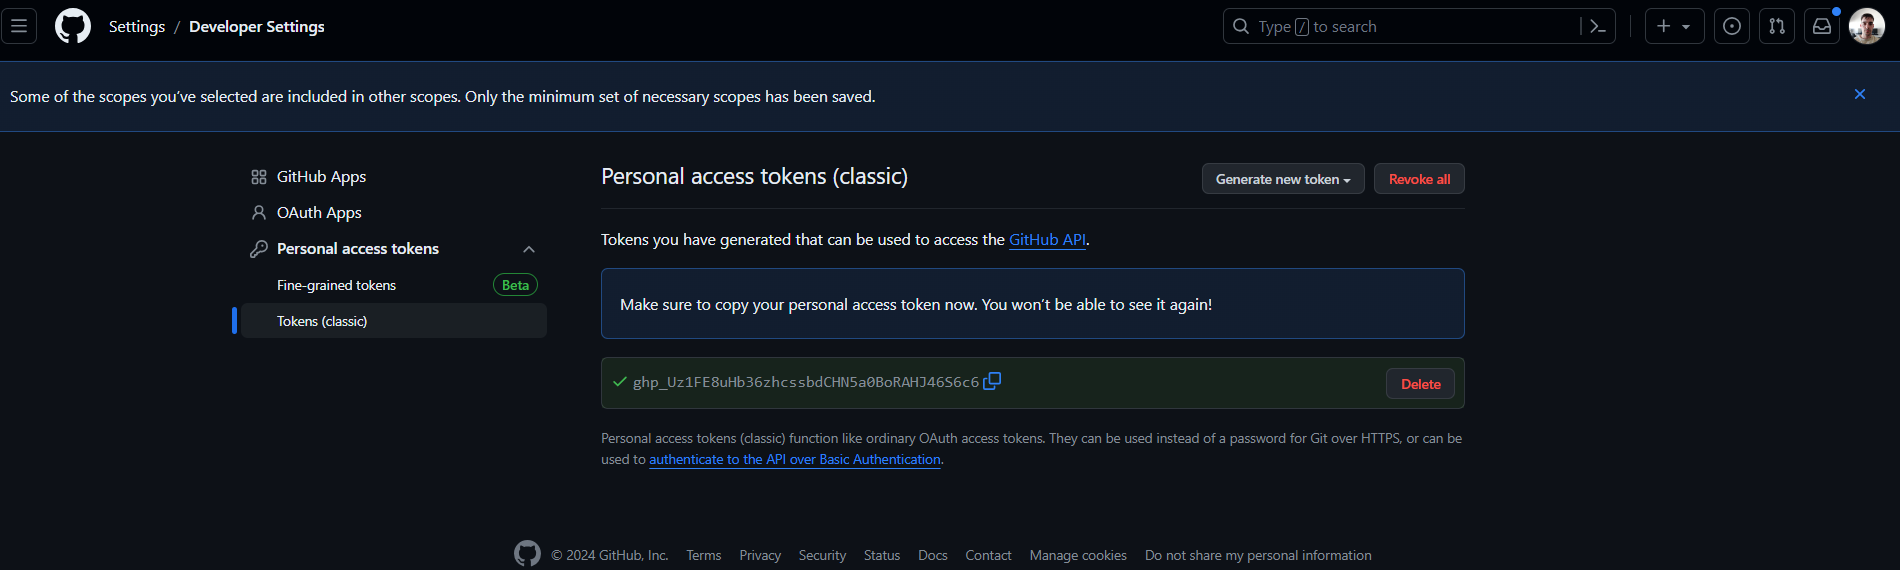 Settings / Developer Settings
Type / to search
Some of the scopes you’ve selected are included in other scopes. Only the minimum set of necessary scopes has been saved.
GitHub Apps
OAuth Apps
Personal access tokens
Fine-grained tokens Beta
Tokens (classic)
Personal access tokens (classic)
Generate new token
Revoke all
Tokens you have generated that can be used to access the GitHub API.
Make sure to copy your personal access token now. You won’t be able to see it again!
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
Delete
Personal access tokens (classic) function like ordinary OAuth access tokens. They can be used instead of a password for Git over HTTPS, or can be
used to authenticate to the API over Basic Authentication.
© 2024 GitHub, Inc. Terms Privacy Security Status Docs Contact Manage cookies Do not share my personal information